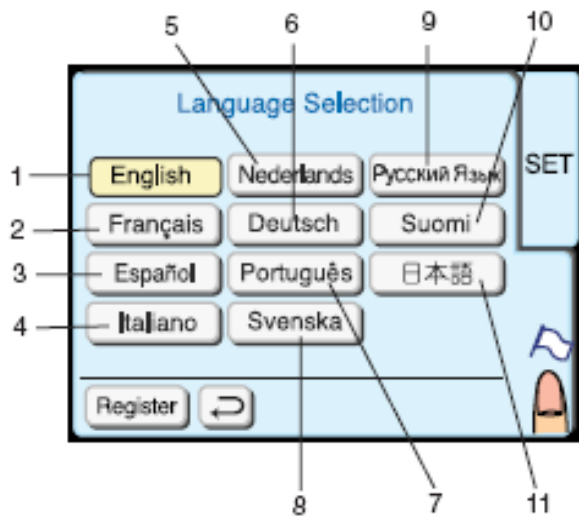 5 6 9 10
Language Selection
SET
1 English Nederlands Русский Язык
2 Français Deutsch Suomi
3 Español Português 日本語
4 Italiano Svenska
Register
8 7 11